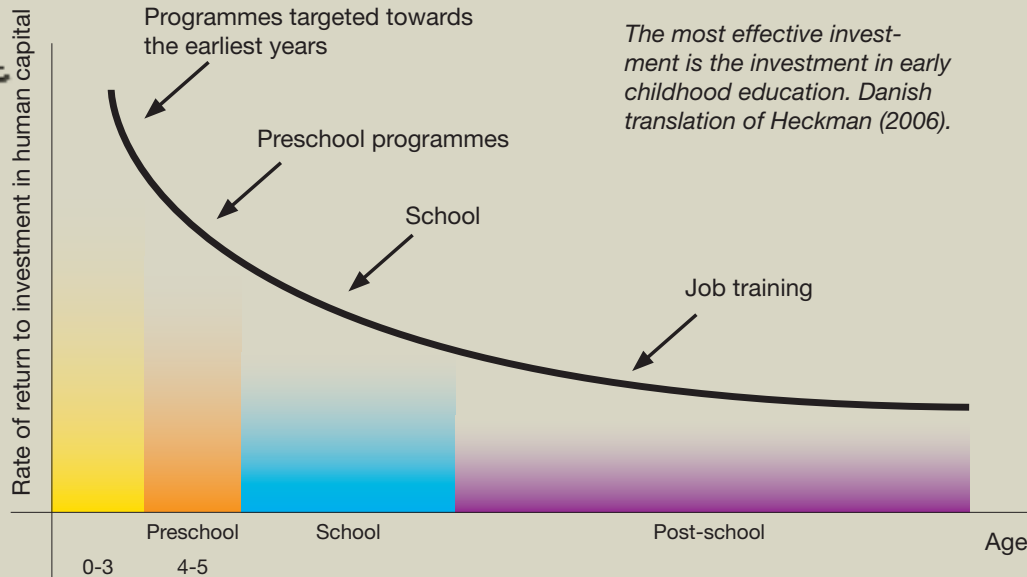 Programmes targeted towards
the earliest years
The most effective invest-
ment is the investment in early
childhood education. Danish
translation of Heckman (2006).
Rate of return to investment in human capital
Preschool programmes
School
Job training
Preschool
School
Post-school
Age
0-3
4-5